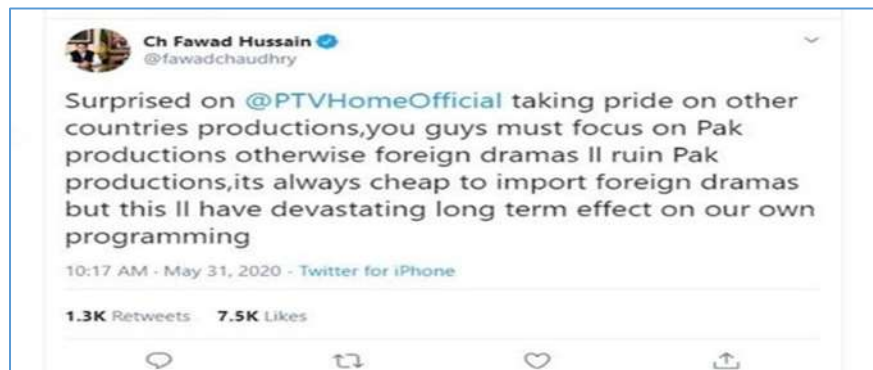 Ch Fawad Hussain
@fawadchaudhry
Surprised on @PTVHomeOfficial taking pride on other
countries productions,you guys must focus on Pak
productions otherwise foreign dramas ll ruin Pak
productions,its always cheap to import foreign dramas
but this ll have devastating long term effect on our own
programming
10:17 AM · May 31, 2020 · Twitter for iPhone
1.3K Retweets 7.5K Likes